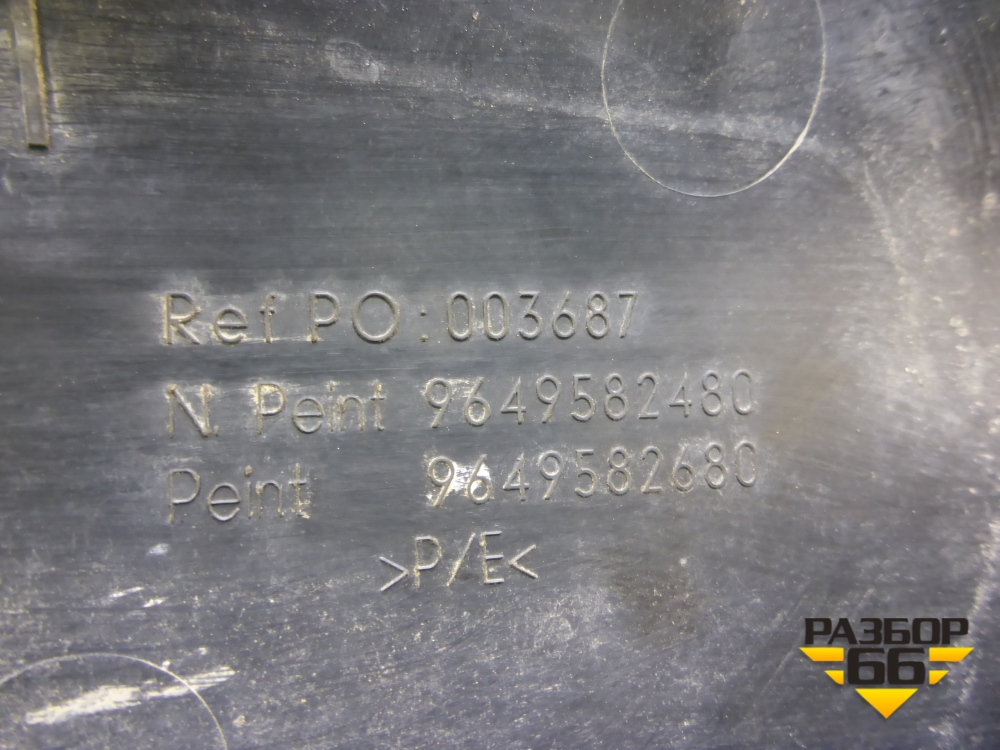 Ref PO : 003687
N. Peint 9649582480
Peint 9649582680
>P/E<
РАЗБОР
66